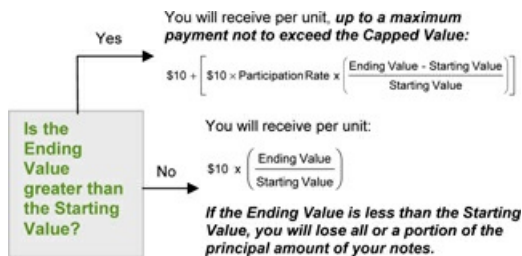 You will receive per unit, up to a maximum
payment not to exceed the Capped Value:
Yes
$10 + [ $10 × Participation Rate x ( Ending Value - Starting Value / Starting Value ) ]
Is the
Ending
Value
greater than
the Starting
Value?
No
You will receive per unit:
$10 x ( Ending Value / Starting Value )
If the Ending Value is less than the Starting
Value, you will lose all or a portion of the
principal amount of your notes.